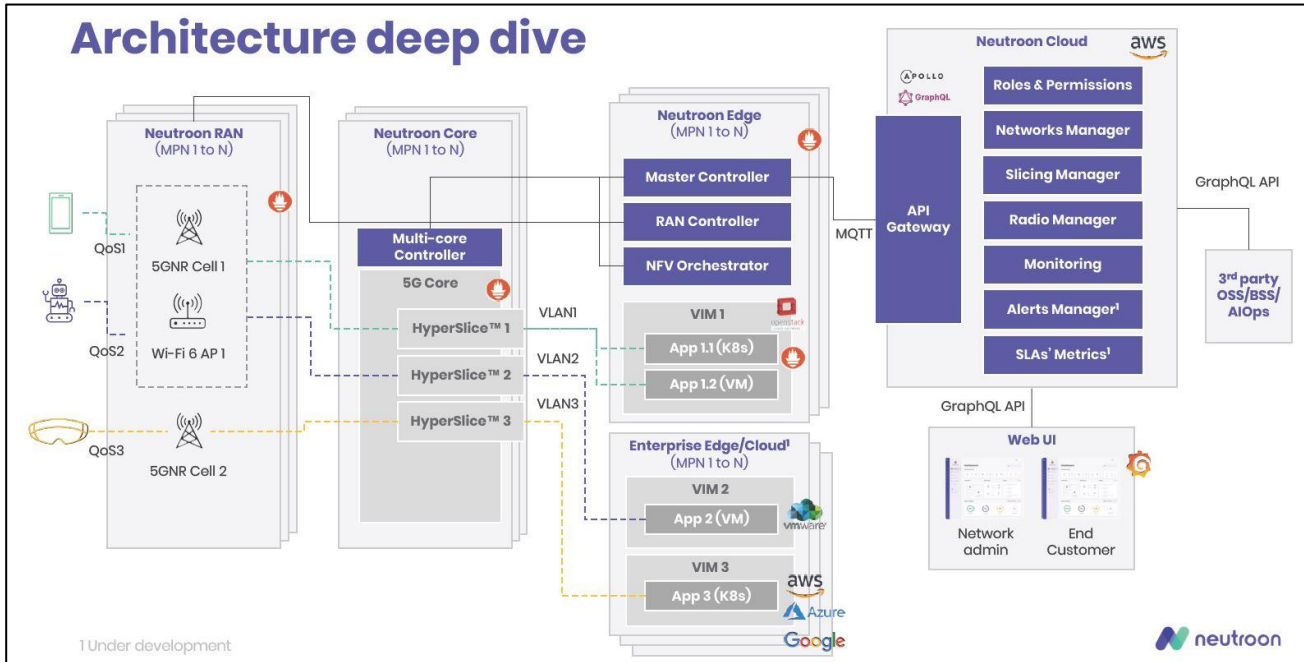 Architecture deep dive
Neutroon RAN
(MPN 1 to N)
QoS1
5GNR Cell 1
QoS2
Wi-Fi 6 AP 1
QoS3
5GNR Cell 2
Neutroon Core
(MPN 1 to N)
Multi-core
Controller
5G Core
HyperSlice™ 1
HyperSlice™ 2
HyperSlice™ 3
VLAN1
VLAN2
VLAN3
Neutroon Edge
(MPN 1 to N)
Master Controller
RAN Controller
NFV Orchestrator
VIM 1
openstack
App 1.1 (K8s)
App 1.2 (VM)
Enterprise Edge/Cloud¹
(MPN 1 to N)
VIM 2
App 2 (VM)
vmware
VIM 3
App 3 (K8s)
aws
Azure
Google
MQTT
Neutroon Cloud
aws
APOLLO
GraphQL
API
Gateway
Roles & Permissions
Networks Manager
Slicing Manager
Radio Manager
Monitoring
Alerts Manager¹
SLAs' Metrics¹
GraphQL API
3rd party
OSS/BSS/
AIOps
GraphQL API
Web UI
Network
admin
End
Customer
1 Under development
neutroon